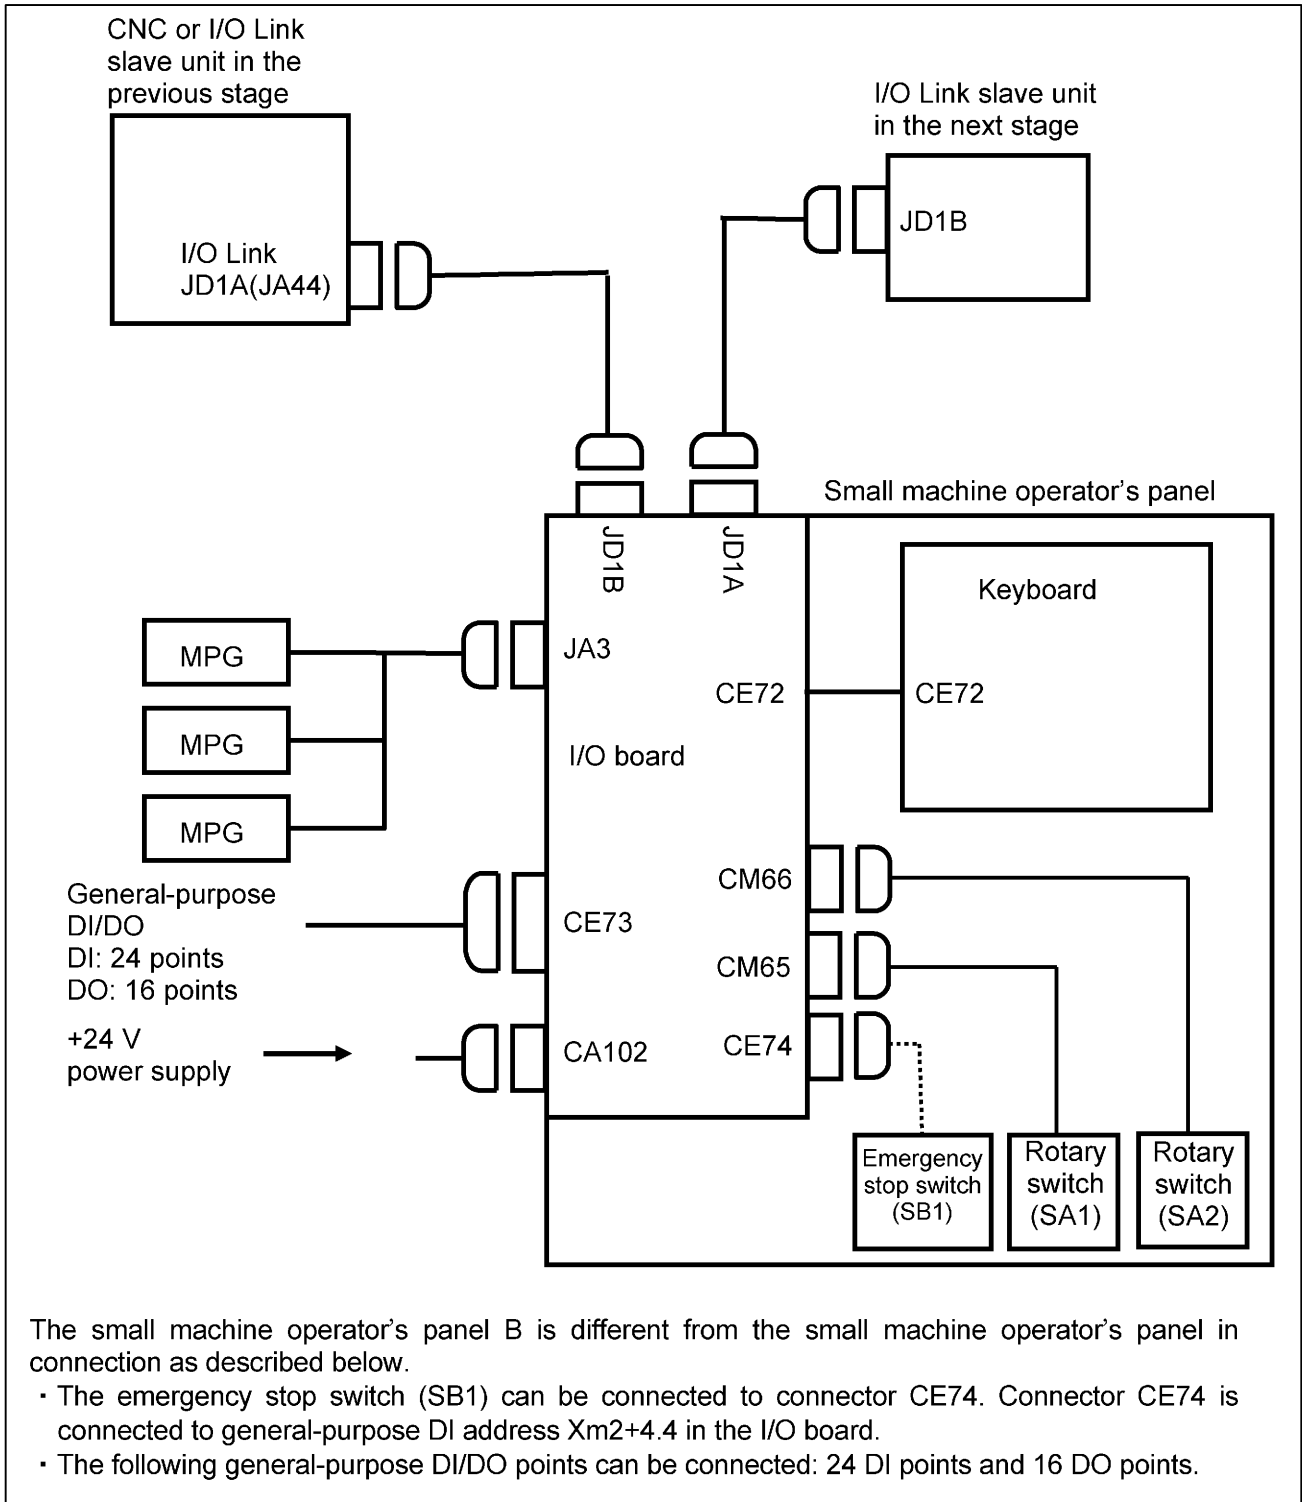 CNC or I/O Link
slave unit in the
previous stage
I/O Link slave unit
in the next stage
JD1B
I/O Link
JD1A(JA44)
Small machine operator's panel
JD1B
JD1A
Keyboard
MPG
JA3
CE72
CE72
MPG
I/O board
MPG
CM66
General-purpose
DI/DO
DI: 24 points
DO: 16 points
CE73
CM65
+24 V
power supply
CA102
CE74
Emergency
stop switch
(SB1)
Rotary
switch
(SA1)
Rotary
switch
(SA2)
The small machine operator's panel B is different from the small machine operator's panel in
connection as described below.
・The emergency stop switch (SB1) can be connected to connector CE74. Connector CE74 is
connected to general-purpose DI address Xm2+4.4 in the I/O board.
・The following general-purpose DI/DO points can be connected: 24 DI points and 16 DO points.